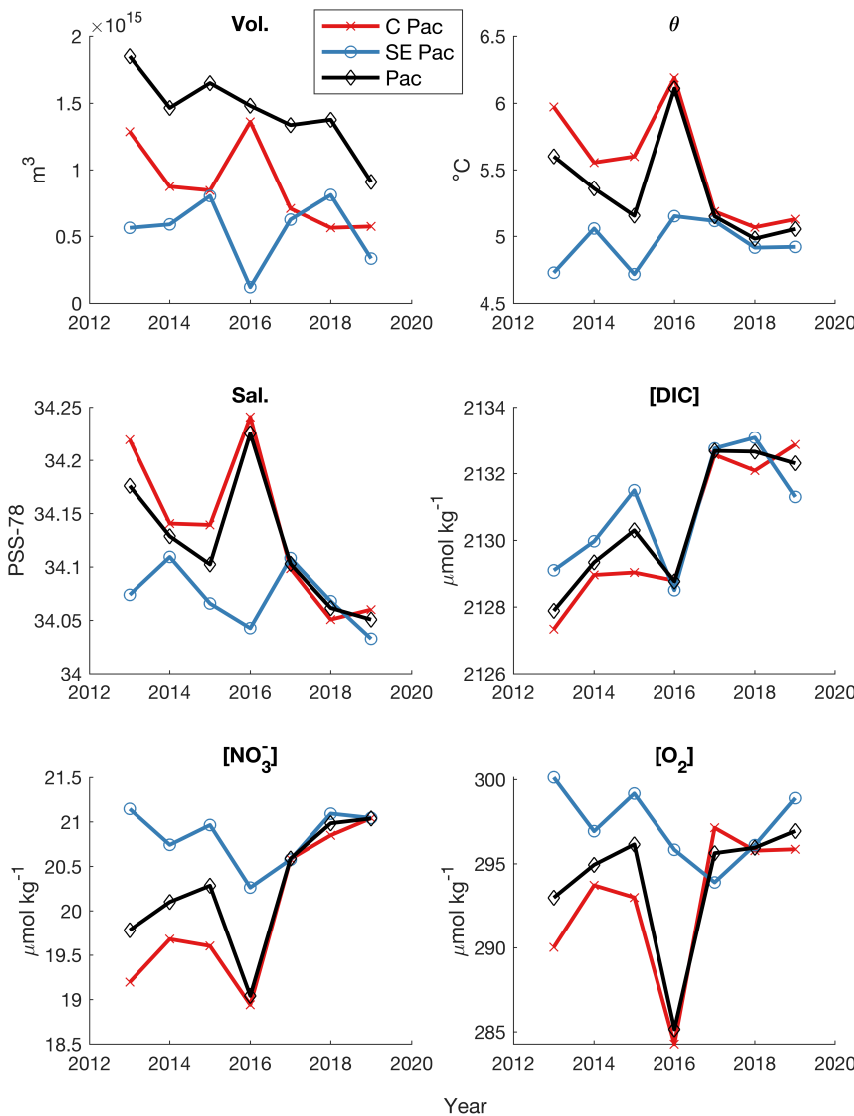 ×10^15 Vol.
C Pac
SE Pac
Pac
m^3
2
1.5
1
0.5
0
2012 2014 2016 2018 2020
θ
°C
6.5
6
5.5
5
4.5
2012 2014 2016 2018 2020
Sal.
PSS-78
34.25
34.2
34.15
34.1
34.05
34
2012 2014 2016 2018 2020
[DIC]
μmol kg^-1
2134
2132
2130
2128
2126
2012 2014 2016 2018 2020
[NO3^-]
μmol kg^-1
21.5
21
20.5
20
19.5
19
18.5
2012 2014 2016 2018 2020
[O2]
μmol kg^-1
300
295
290
285
2012 2014 2016 2018 2020
Year